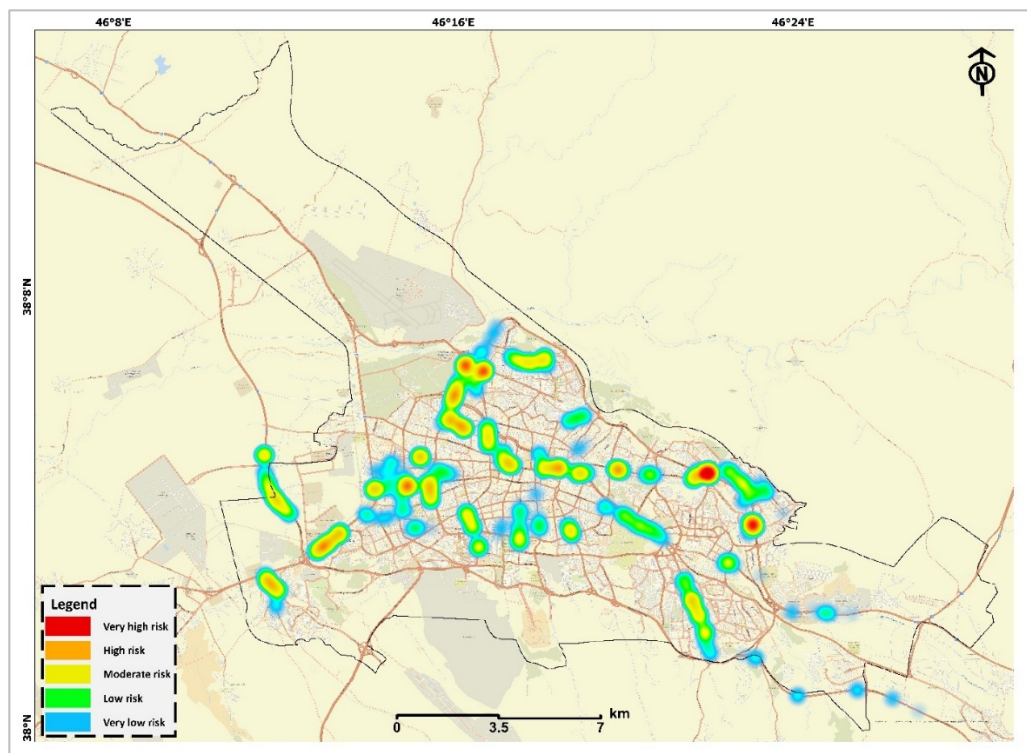 46°8'E 46°16'E 46°24'E
N
38°8'N
38°N
Legend
Very high risk
High risk
Moderate risk
Low risk
Very low risk
km
0 3.5 7